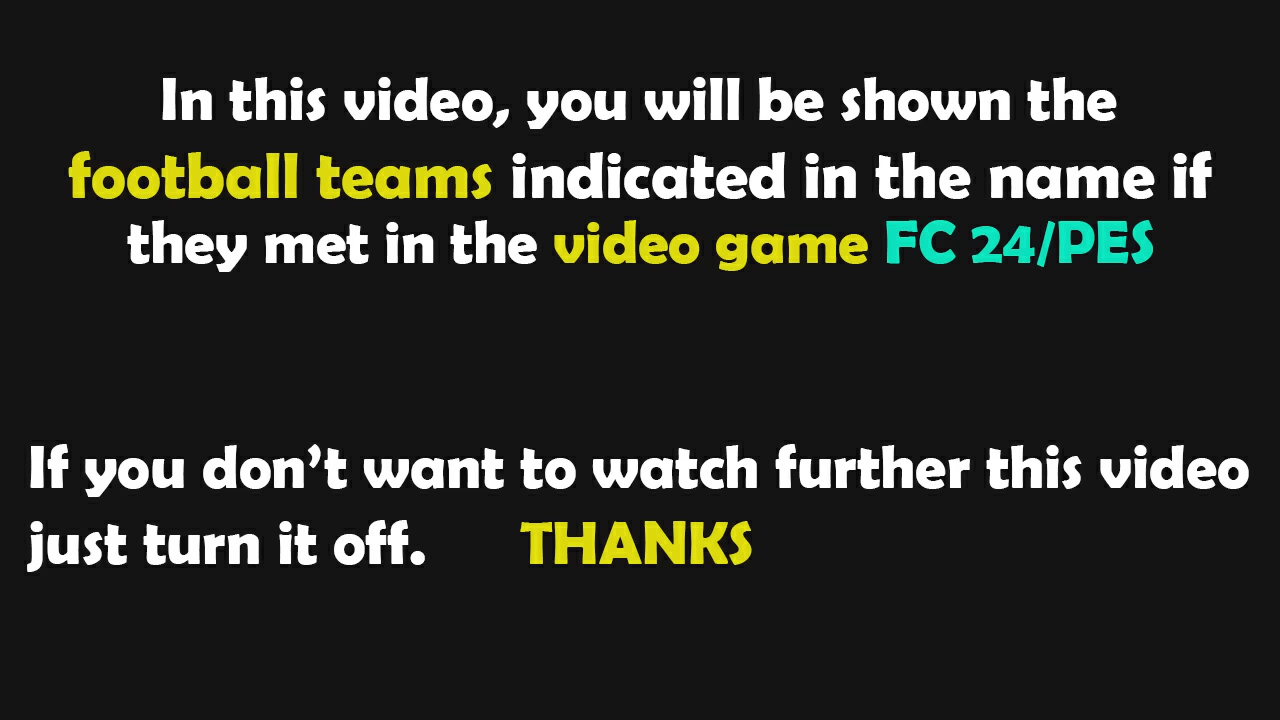 In this video, you will be shown the
football teams indicated in the name if
they met in the video game FC 24/PES
If you don’t want to watch further this video
just turn it off. THANKS